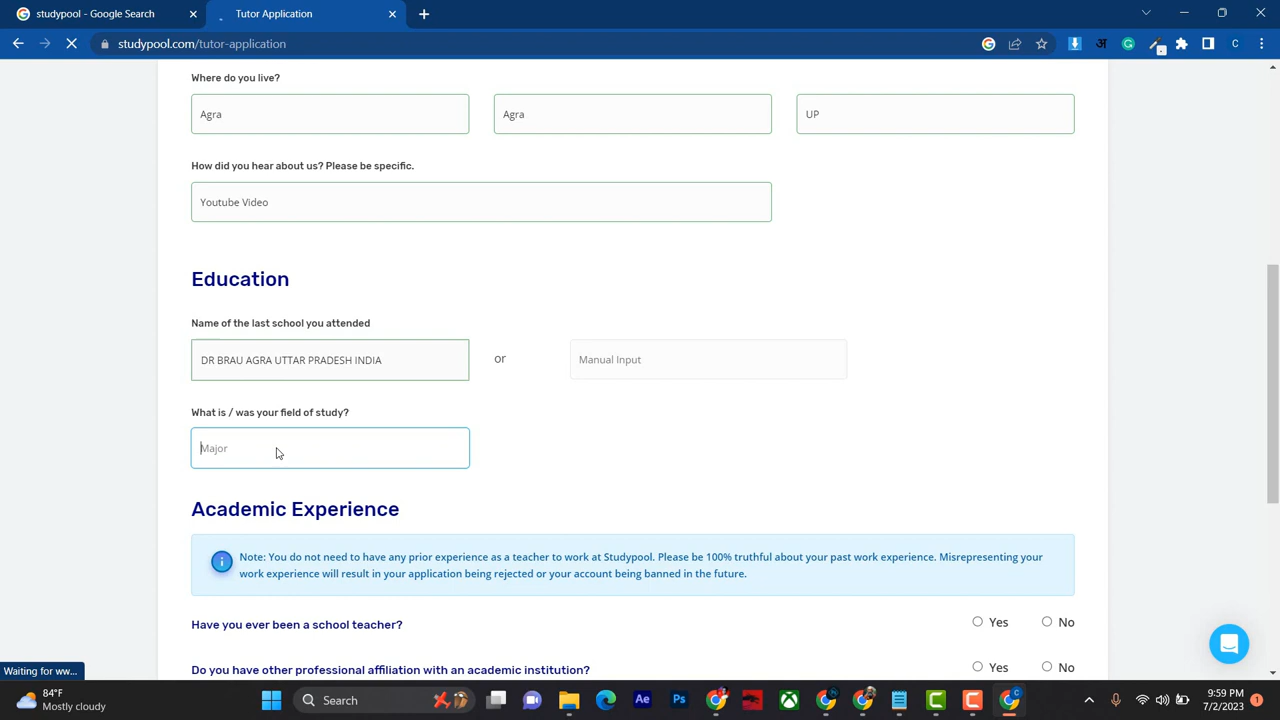 studypool - Google Search
Tutor Application
studypool.com/tutor-application
Where do you live?
Agra
Agra
UP
How did you hear about us? Please be specific.
Youtube Video
Education
Name of the last school you attended
DR BRAU AGRA UTTAR PRADESH INDIA
or
Manual Input
What is / was your field of study?
Major
Academic Experience
Note: You do not need to have any prior experience as a teacher to work at Studypool. Please be 100% truthful about your past work experience. Misrepresenting your
work experience will result in your application being rejected or your account being banned in the future.
Have you ever been a school teacher?
Yes
No
Do you have other professional affiliation with an academic institution?
Yes
No
Waiting for ww...
84°F
Mostly cloudy
Search
9:59 PM
7/2/2023